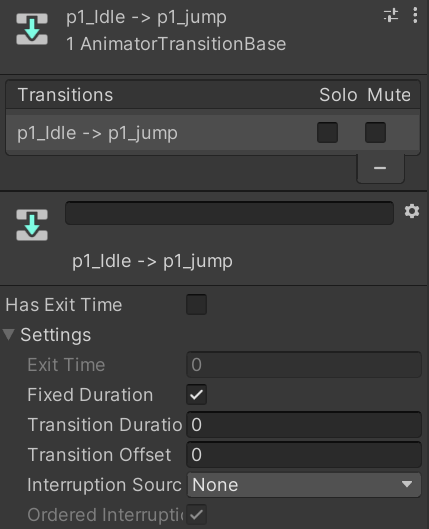 p1_Idle -> p1_jump
1 AnimatorTransitionBase
Transitions Solo Mute
p1_Idle -> p1_jump
p1_Idle -> p1_jump
Has Exit Time
Settings
Exit Time 0
Fixed Duration
Transition Duratio 0
Transition Offset 0
Interruption Sourc None
Ordered Interrupti